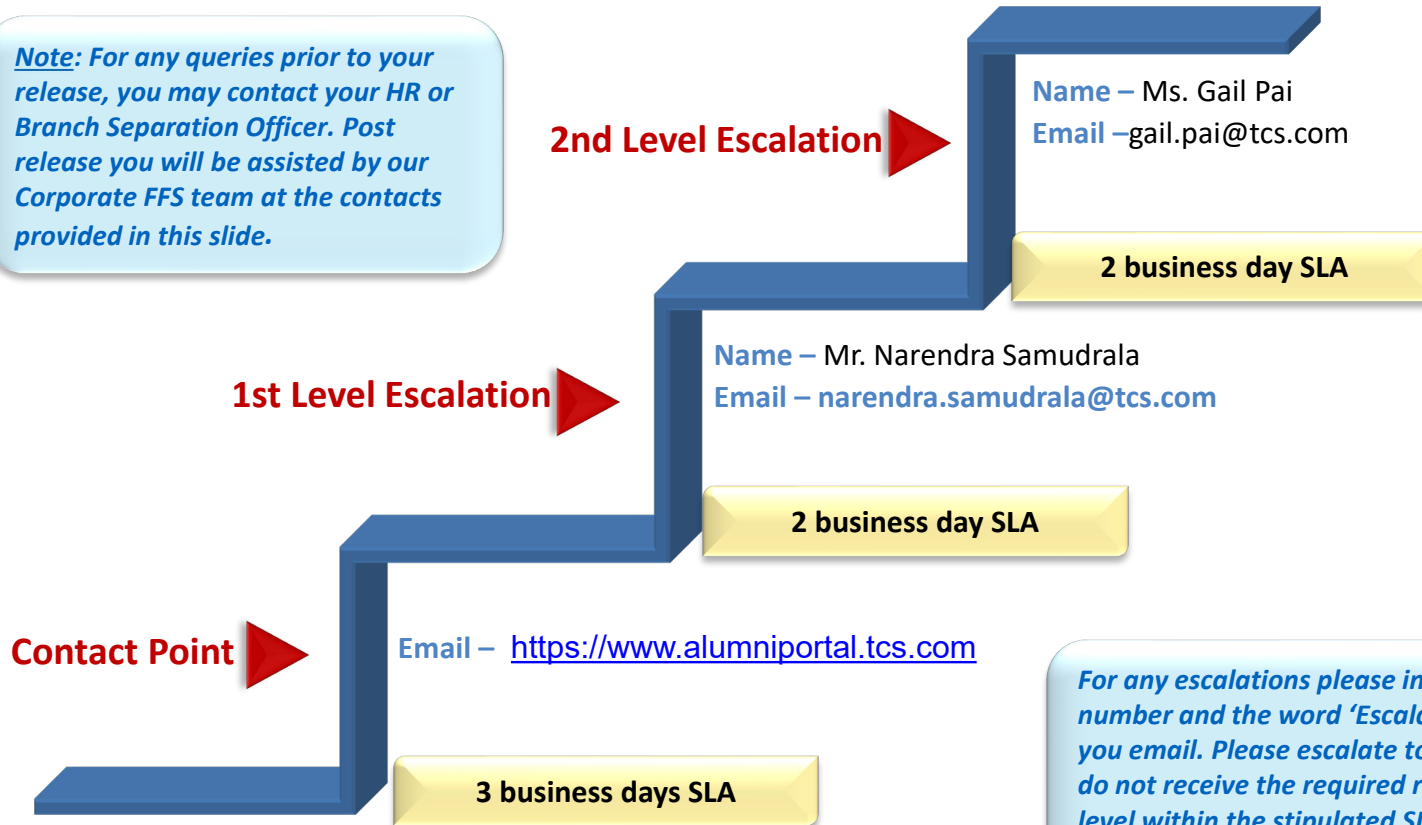 Note: For any queries prior to your
release, you may contact your HR or
Branch Separation Officer. Post
release you will be assisted by our
Corporate FFS team at the contacts
provided in this slide.
2nd Level Escalation
Name – Ms. Gail Pai
Email –gail.pai@tcs.com
2 business day SLA
1st Level Escalation
Name – Mr. Narendra Samudrala
Email – narendra.samudrala@tcs.com
2 business day SLA
Contact Point
Email – https://www.alumniportal.tcs.com
3 business days SLA
For any escalations please
number and the word
you email. Please escalate
do not receive the required
level within the stipulated